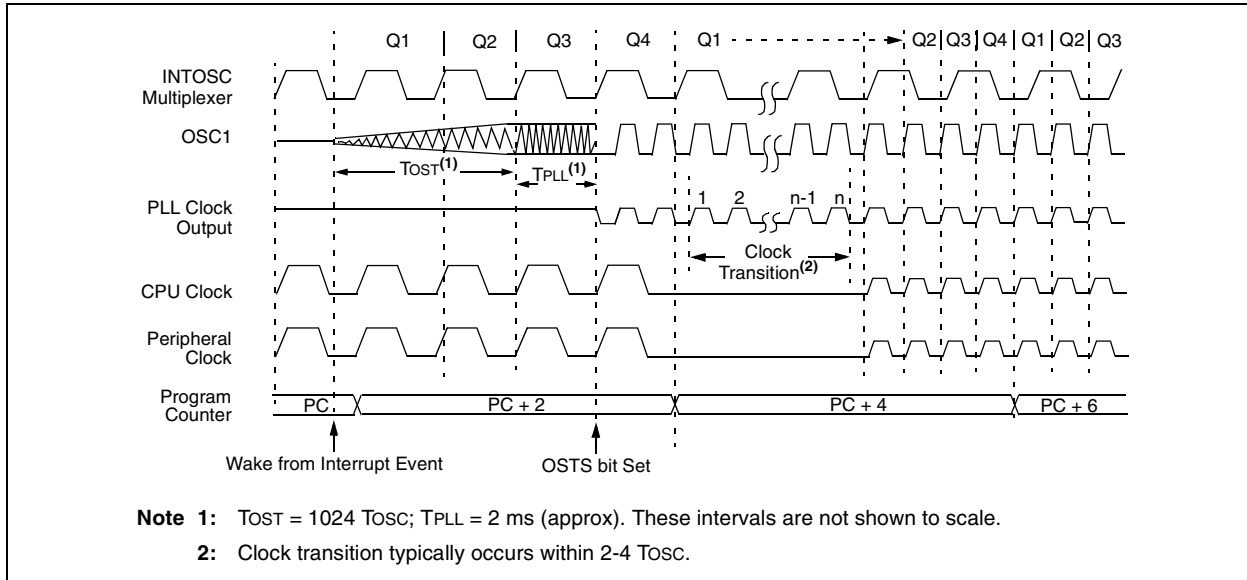 Q1 Q2 Q3 Q4 Q1 Q2 Q3 Q4 Q1 Q2 Q3
INTOSC
Multiplexer
OSC1
TOST(1) TPLL(1)
1 2 n-1 n
PLL Clock
Output
Clock
Transition(2)
CPU Clock
Peripheral
Clock
Program
Counter
PC PC + 2 PC + 4 PC + 6
Wake from Interrupt Event OSTS bit Set
Note 1: TOST = 1024 TOSC; TPLL = 2 ms (approx). These intervals are not shown to scale.
2: Clock transition typically occurs within 2-4 TOSC.